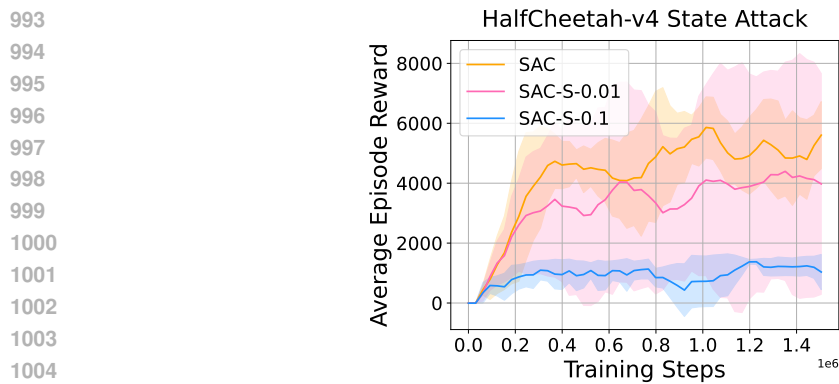 993
994
995
996
997
998
999
1000
1001
1002
1003
1004
HalfCheetah-v4 State Attack
Average Episode Reward
8000
6000
4000
2000
0
SAC
SAC-S-0.01
SAC-S-0.1
0.0 0.2 0.4 0.6 0.8 1.0 1.2 1.4
1e6
Training Steps